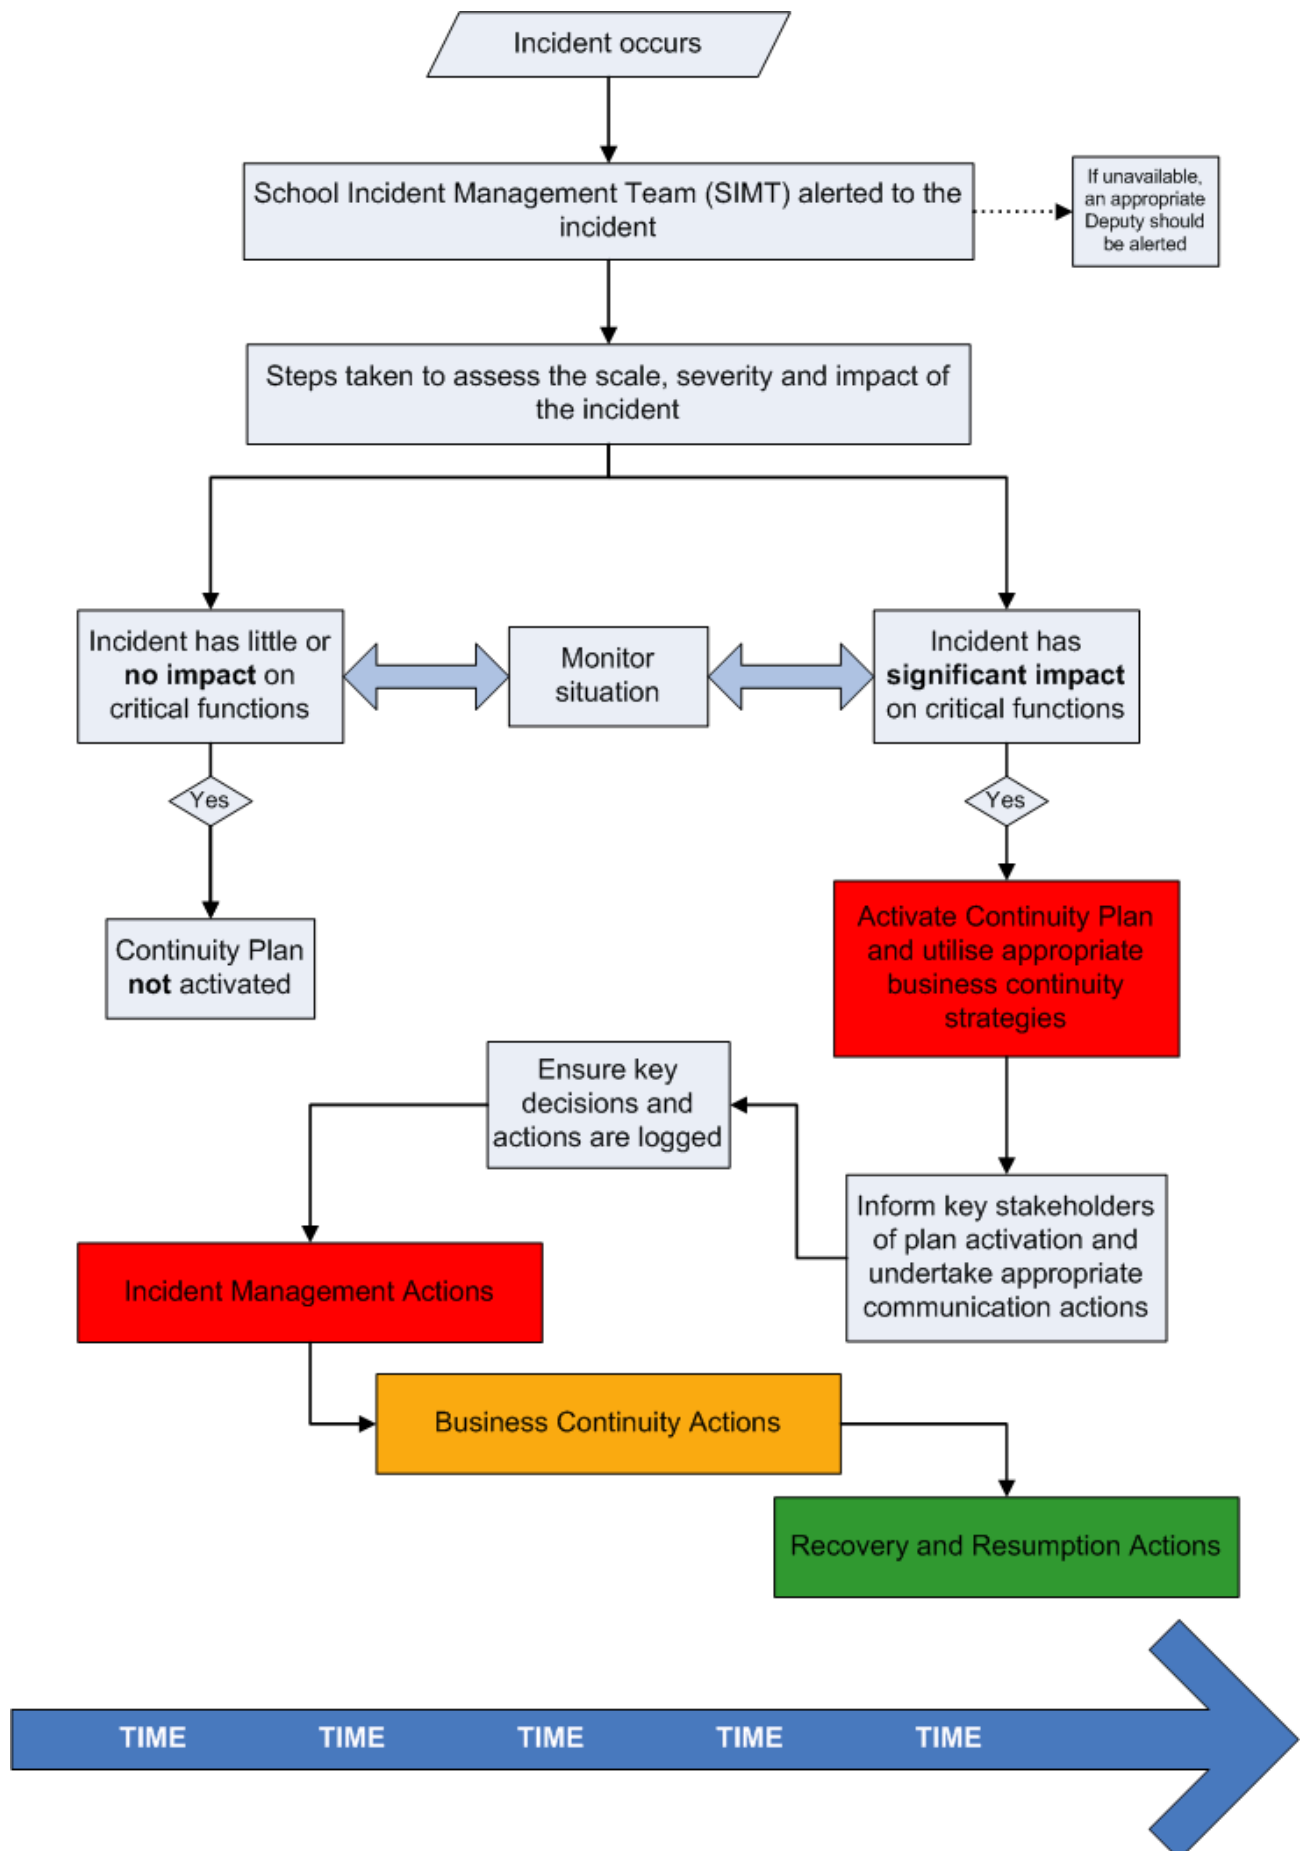 Incident occurs
School Incident Management Team (SIMT) alerted to the
incident
If unavailable,
an appropriate
Deputy should
be alerted
Steps taken to assess the scale, severity and impact of
the incident
Incident has little or
no impact on
critical functions
Monitor
situation
Incident has
significant impact
on critical functions
Yes
Yes
Continuity Plan
not activated
Activate Continuity Plan
and utilise appropriate
business continuity
strategies
Ensure key
decisions and
actions are logged
Inform key stakeholders
of plan activation and
undertake appropriate
communication actions
Incident Management Actions
Business Continuity Actions
Recovery and Resumption Actions
TIME TIME TIME TIME TIME